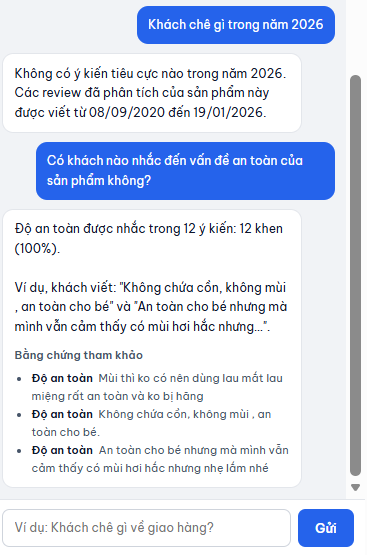 Khách chê gì trong năm 2026
Không có ý kiến tiêu cực nào trong năm 2026.
Các review đã phân tích của sản phẩm này
được viết từ 08/09/2020 đến 19/01/2026.
Có khách nào nhắc đến vấn đề an toàn của
sản phẩm không?
Độ an toàn được nhắc trong 12 ý kiến: 12 khen
(100%).
Ví dụ, khách viết: "Không chứa cồn, không mùi
, an toàn cho bé" và "An toàn cho bé nhưng mà
mình vẫn cảm thấy có mùi hơi hắc nhưng...".
Bằng chứng tham khảo
Độ an toàn Mùi thì ko có nên dùng lau mắt lau
miệng rất an toàn và ko bị hăng
Độ an toàn Không chứa cồn, không mùi , an
toàn cho bé.
Độ an toàn An toàn cho bé nhưng mà mình vẫn
cảm thấy có mùi hơi hắc nhưng nhẹ lắm nhé
Ví dụ: Khách chê gì về giao hàng?
Gửi